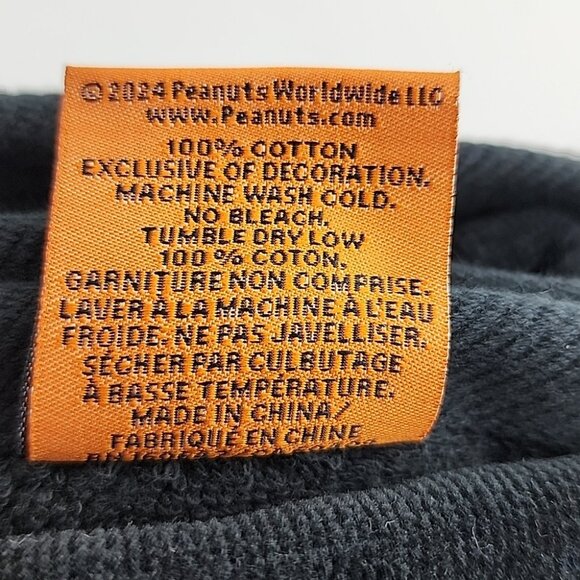 © 2024 Peanuts Worldwide LLC
www.Peanuts.com
100% COTTON
EXCLUSIVE OF DECORATION.
MACHINE WASH COLD.
NO BLEACH.
TUMBLE DRY LOW
100% COTON.
GARNITURE NON COMPRISE.
LAVER À LA MACHINE À L'EAU
FROIDE. NE PAS JAVELLISER.
SÉCHER PAR CULBUTAGE
À BASSE TEMPÉRATURE.
MADE IN CHINA/
FABRIQUÉ EN CHINE